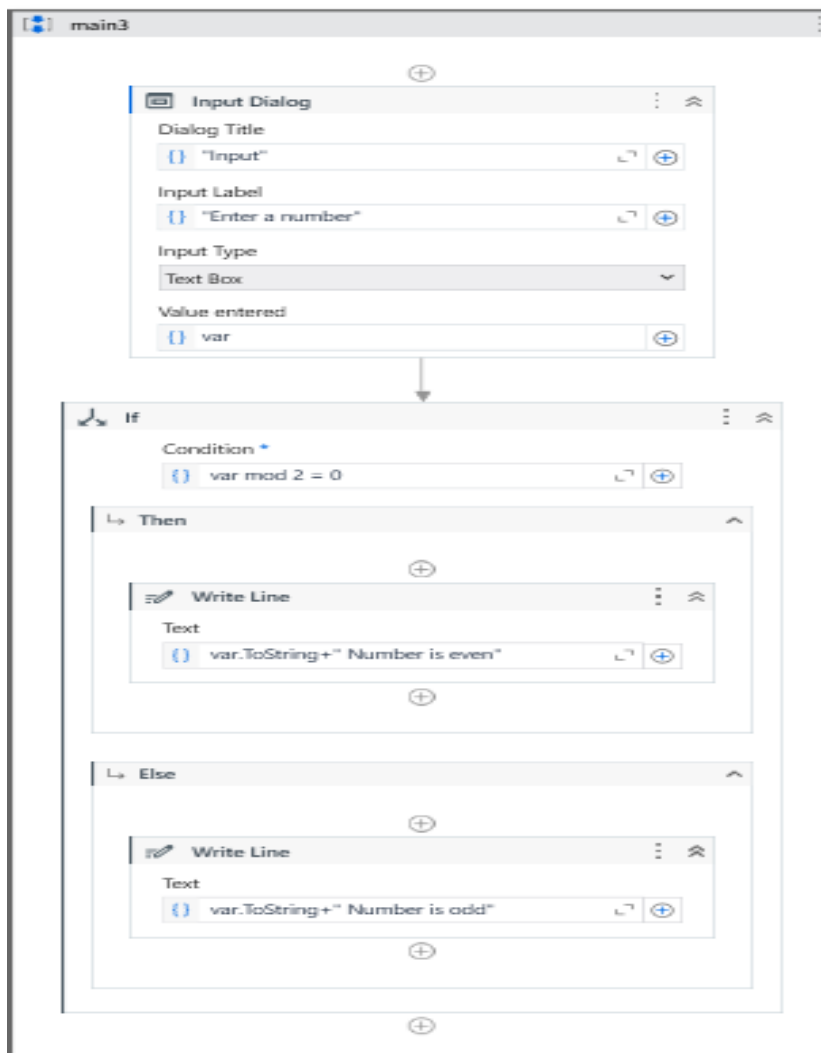 main3
Input Dialog
Dialog Title
{} "Input"
Input Label
{} "Enter a number"
Input Type
Text Box
Value entered
{} var
If
Condition *
{} var mod 2 = 0
Then
Write Line
Text
{} var.ToString+" Number is even"
Else
Write Line
Text
{} var.ToString+" Number is odd"